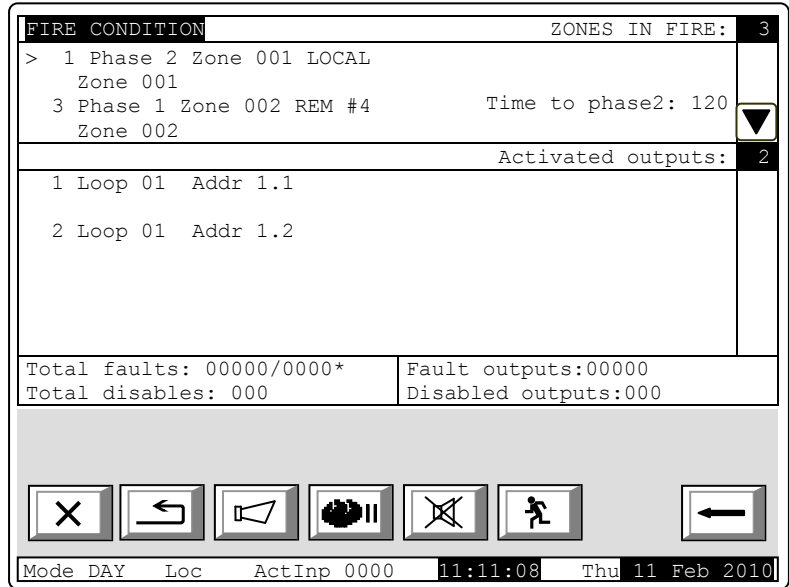 FIRE CONDITION ZONES IN FIRE: 3
> 1 Phase 2 Zone 001 LOCAL
Zone 001
3 Phase 1 Zone 002 REM #4 Time to phase2: 120
Zone 002
Activated outputs: 2
1 Loop 01 Addr 1.1
2 Loop 01 Addr 1.2
Total faults: 00000/0000* Fault outputs:00000
Total disables: 000 Disabled outputs:000
Mode DAY Loc ActInp 0000 11:11:08 Thu 11 Feb 2010